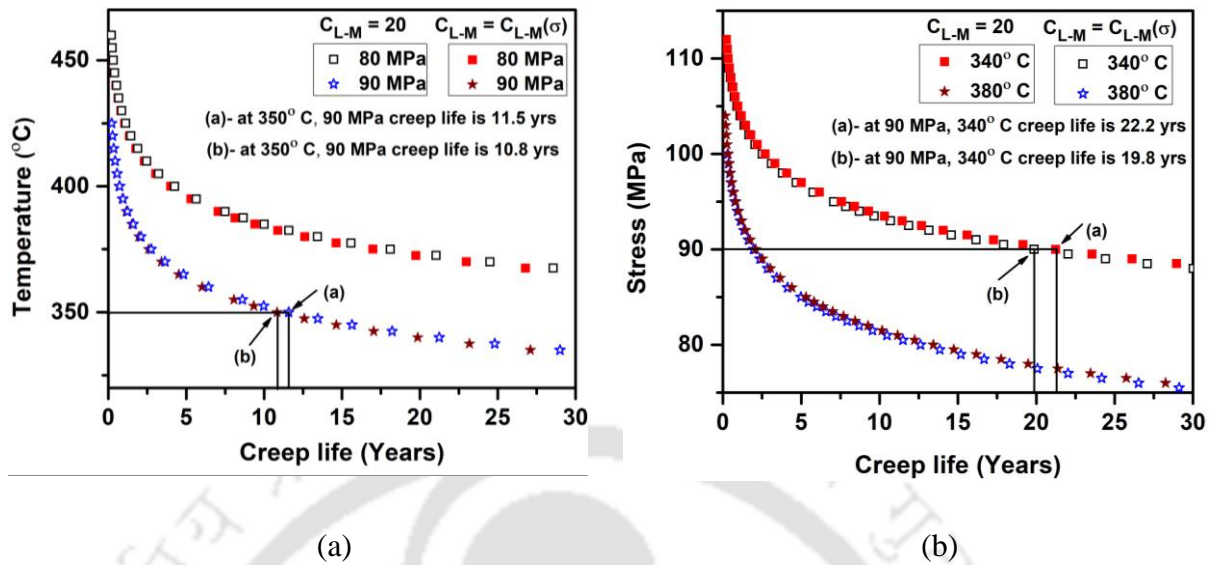 C_L-M = 20 C_L-M = C_L-M(σ)
80 MPa 80 MPa
90 MPa 90 MPa
(a)- at 350° C, 90 MPa creep life is 11.5 yrs
(b)- at 350° C, 90 MPa creep life is 10.8 yrs
(a)
(b)
450
400
350
Temperature (°C)
0 5 10 15 20 25 30
Creep life (Years)
C_L-M = 20 C_L-M = C_L-M(σ)
340° C 340° C
380° C 380° C
(a)- at 90 MPa, 340° C creep life is 22.2 yrs
(b)- at 90 MPa, 340° C creep life is 19.8 yrs
(a)
(b)
110
100
90
80
Stress (MPa)
0 5 10 15 20 25 30
Creep life (Years)
(a) (b)